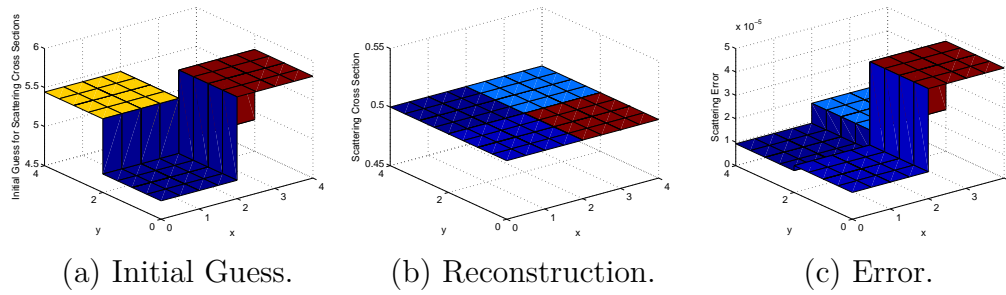 Initial Guess for Scattering Cross Sections
6
5.5
5
4.5
4
2
0
y
0
1
2
3
4
x
Scattering Cross Section
0.55
0.5
0.45
4
2
0
y
0
1
2
3
4
x
x 10⁻⁵
Scattering Error
5
4
3
2
1
0
4
2
0
y
0
1
2
3
4
x
(a) Initial Guess.
(b) Reconstruction.
(c) Error.